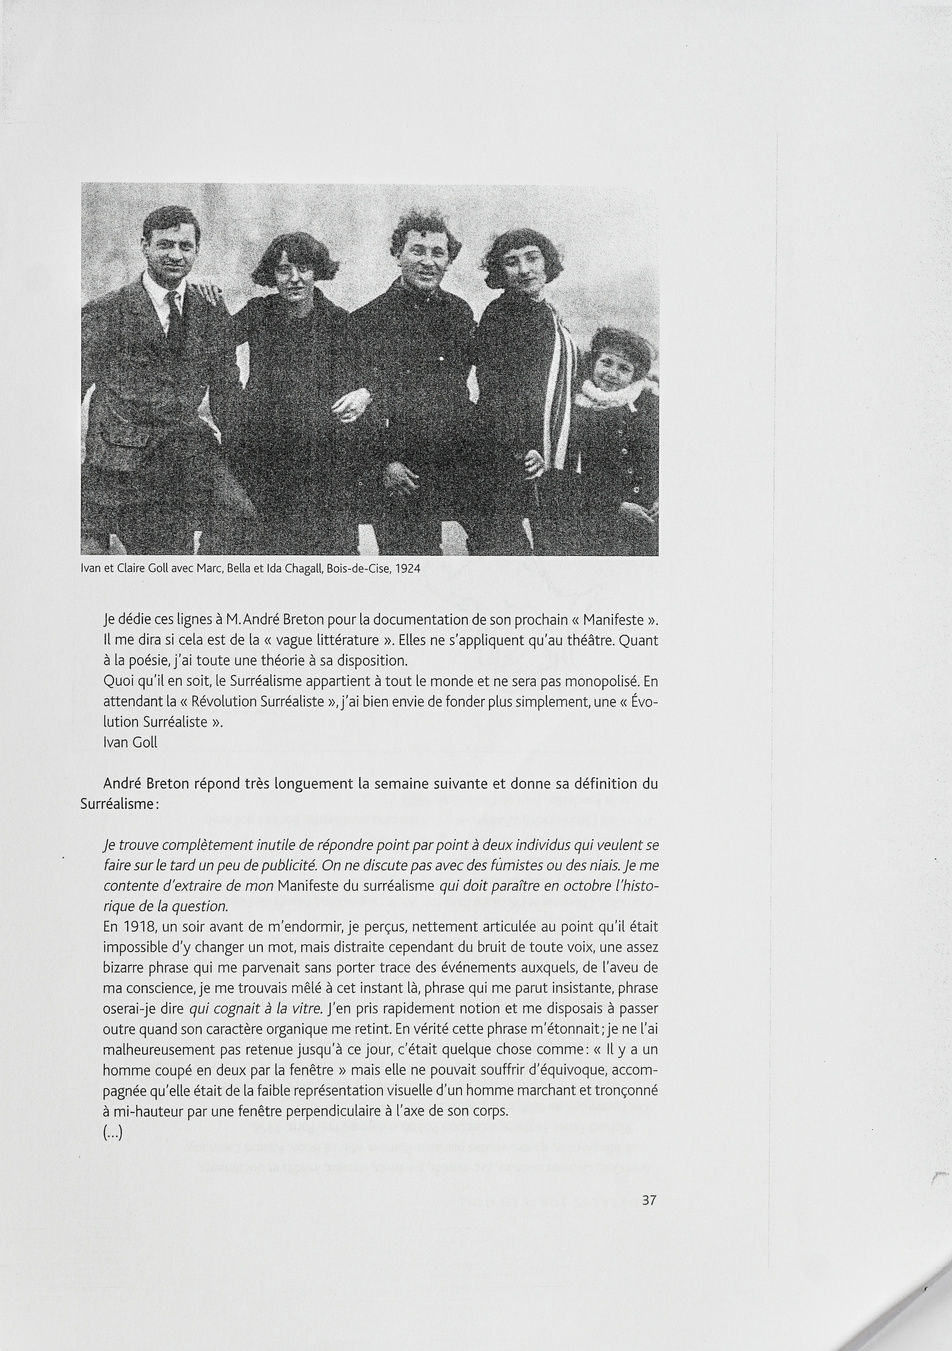 Ivan et Claire Goll avec Marc, Bella et Ida Chagall, Bois-de-Cise, 1924
Je dédie ces lignes à M. André Breton pour la documentation de son prochain « Manifeste ».
Il me dira si cela est de la « vague littérature ». Elles ne s'appliquent qu'au théâtre. Quant
à la poésie, j'ai toute une théorie à sa disposition.
Quoi qu'il en soit, le Surréalisme appartient à tout le monde et ne sera pas monopolisé. En
attendant la « Révolution Surréaliste », j'ai bien envie de fonder plus simplement, une « Évo-
lution Surréaliste ».
Ivan Goll
André Breton répond très longuement la semaine suivante et donne sa définition du
Surréalisme :
Je trouve complètement inutile de répondre point par point à deux individus qui veulent se
faire sur le tard un peu de publicité. On ne discute pas avec des fumistes ou des niais. Je me
contente d'extraire de mon Manifeste du surréalisme qui doit paraître en octobre l'histo-
rique de la question.
En 1918, un soir avant de m'endormir, je perçus, nettement articulée au point qu'il était
impossible d'y changer un mot, mais distraite cependant du bruit de toute voix, une assez
bizarre phrase qui me parvenait sans porter trace des événements auxquels, de l'aveu de
ma conscience, je me trouvais mêlé à cet instant là, phrase qui me parut insistante, phrase
oserai-je dire qui cognait à la vitre. J'en pris rapidement notion et me disposais à passer
outre quand son caractère organique me retint. En vérité cette phrase m'étonnait ; je ne l'ai
malheureusement pas retenue jusqu'à ce jour, c'était quelque chose comme : « Il y a un
homme coupé en deux par la fenêtre » mais elle ne pouvait souffrir d'équivoque, accom-
pagnée qu'elle était de la faible représentation visuelle d'un homme marchant et tronçonné
à mi-hauteur par une fenêtre perpendiculaire à l'axe de son corps.
(...)
37